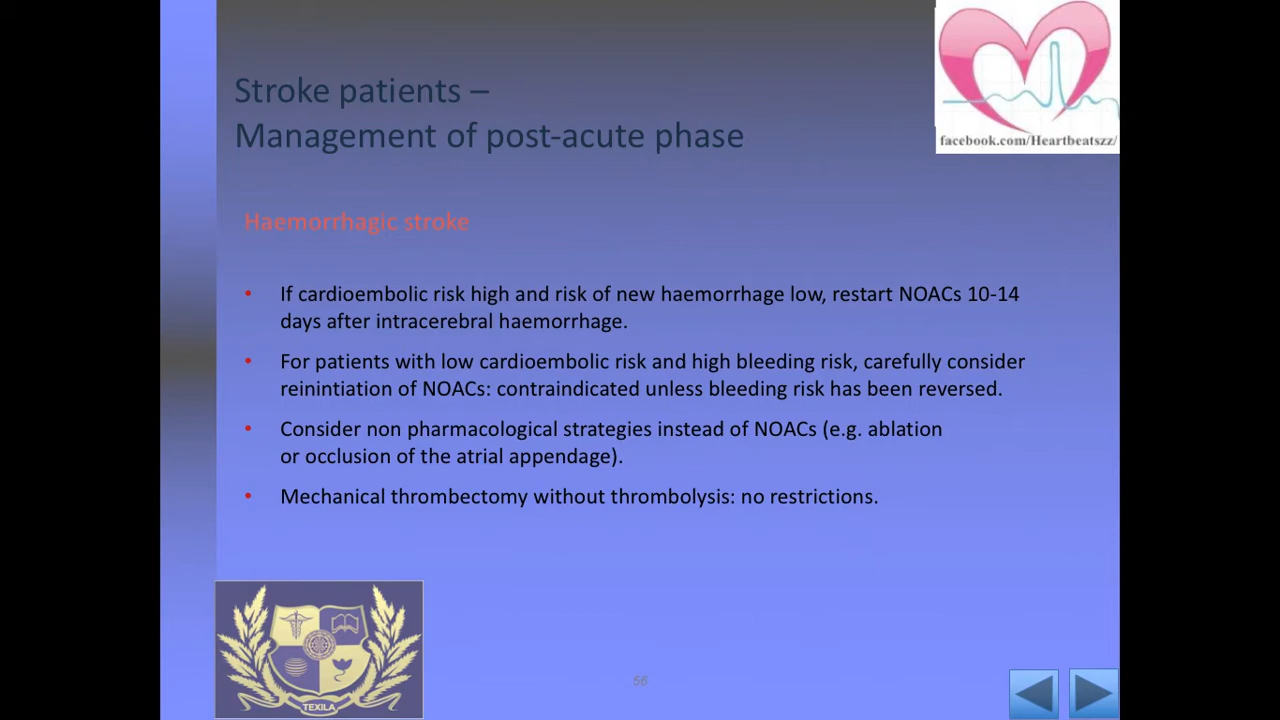 facebook.com/Heartbeatszz/
Stroke patients –
Management of post-acute phase
Haemorrhagic stroke
• If cardioembolic risk high and risk of new haemorrhage low, restart NOACs 10-14
days after intracerebral haemorrhage.
• For patients with low cardioembolic risk and high bleeding risk, carefully consider
reinintiation of NOACs: contraindicated unless bleeding risk has been reversed.
• Consider non pharmacological strategies instead of NOACs (e.g. ablation
or occlusion of the atrial appendage).
• Mechanical thrombectomy without thrombolysis: no restrictions.
TEXILA
56